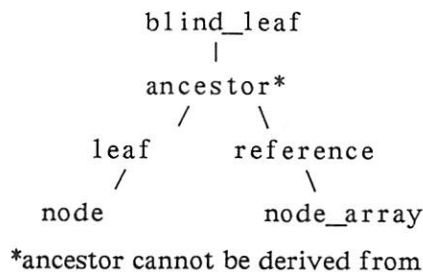 blind_leaf
|
ancestor*
/ \
leaf reference
/ \
node node_array
*ancestor cannot be derived from